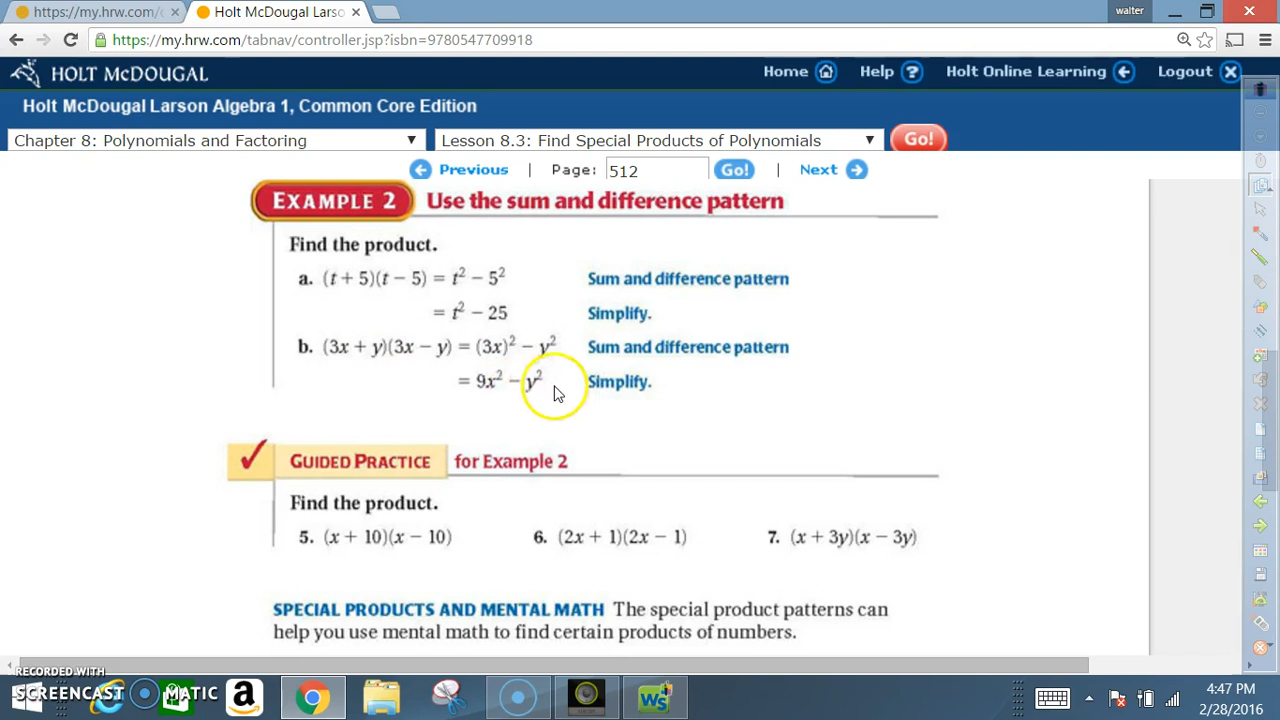 https://my.hrw.com/tabnav/c ×
Holt McDougal Larson ×
walter
https://my.hrw.com/tabnav/controller.jsp?isbn=9780547709918
HOLT McDOUGAL
Home
Help ?
Holt Online Learning
Logout X
Holt McDougal Larson Algebra 1, Common Core Edition
Chapter 8: Polynomials and Factoring
Lesson 8.3: Find Special Products of Polynomials
Go!
Previous | Page: 512 Go! | Next
EXAMPLE 2 Use the sum and difference pattern
Find the product.
a. (t + 5)(t − 5) = t² − 5² Sum and difference pattern
= t² − 25 Simplify.
b. (3x + y)(3x − y) = (3x)² − y² Sum and difference pattern
= 9x² − y² Simplify.
GUIDED PRACTICE for Example 2
Find the product.
5. (x + 10)(x − 10) 6. (2x + 1)(2x − 1) 7. (x + 3y)(x − 3y)
SPECIAL PRODUCTS AND MENTAL MATH The special product patterns can
help you use mental math to find certain products of numbers.
RECORDED WITH
SCREENCAST MATIC
a
WS
4:47 PM
2/28/2016